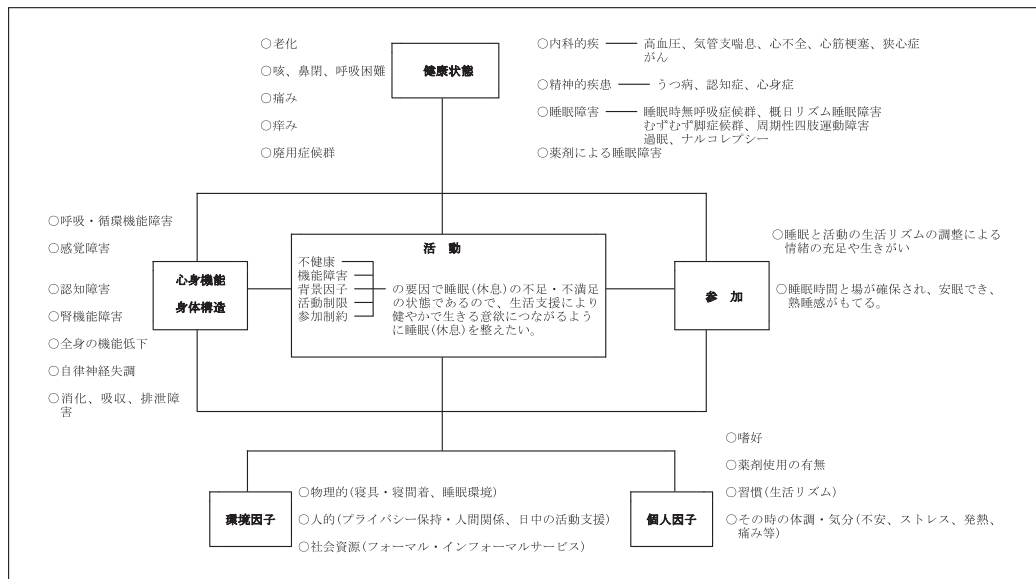 ○老化
○咳、鼻閉、呼吸困難
○痛み
○痒み
○廃用症候群
健康状態
○内科的疾 高血圧、気管支喘息、心不全、心筋梗塞、狭心症
がん
○精神的疾患 うつ病、認知症、心身症
○睡眠障害 睡眠時無呼吸症候群、概日リズム睡眠障害
むずむず脚症候群、周期性四肢運動障害
過眠、ナルコレプシー
○薬剤による睡眠障害
○呼吸・循環機能障害
○感覚障害
○認知障害
○腎機能障害
○全身の機能低下
○自律神経失調
○消化、吸収、排泄障
害
心身機能
身体構造
活 動
不健康
機能障害
背景因子
活動制限
参加制約
の要因で睡眠(休息)の不足・不満足
の状態であるので、生活支援により
健やかで生きる意欲につながるよう
に睡眠(休息)を整えたい。
参 加
○睡眠と活動の生活リズムの調整による
情緒の充足や生きがい
○睡眠時間と場が確保され、安眠でき、
熟睡感がもてる。
環境因子
○物理的(寝具・寝間着、睡眠環境)
○人的(プライバシー保持・人間関係、日中の活動支援)
○社会資源(フォーマル・インフォーマルサービス)
個人因子
○嗜好
○薬剤使用の有無
○習慣(生活リズム)
○その時の体調・気分(不安、ストレス、発熱、
痛み等)